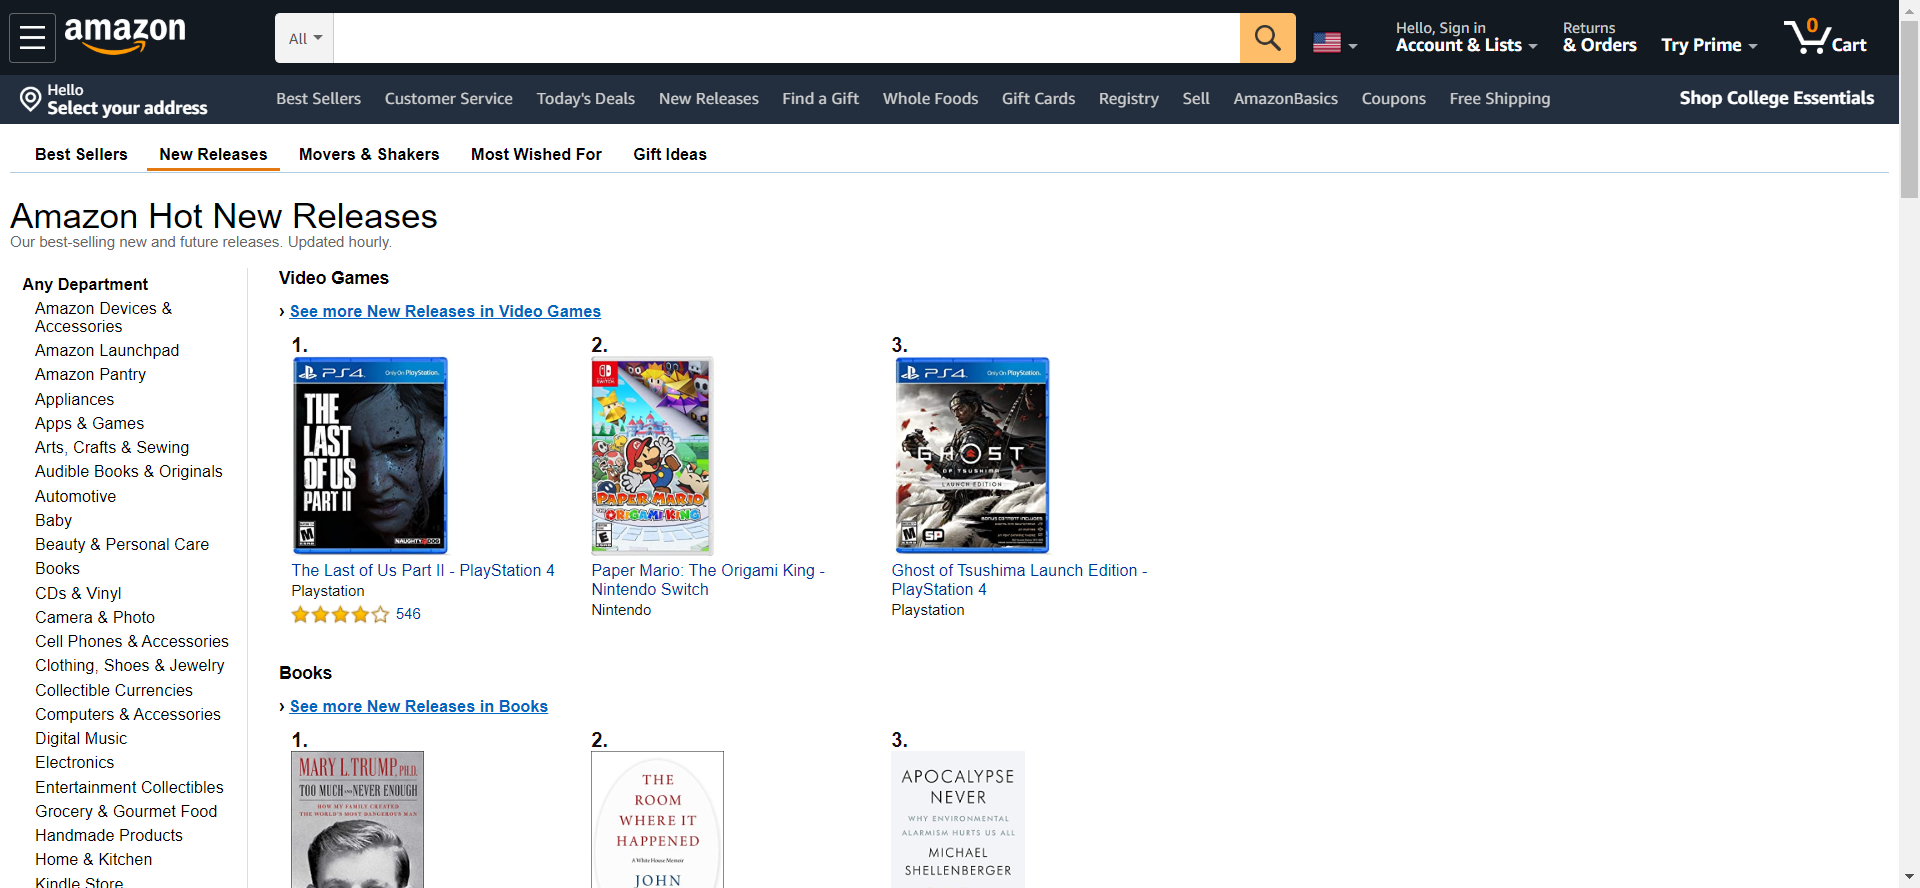 amazon
All
Hello, Sign in
Account & Lists
Returns
& Orders
Try Prime
0
Cart
Hello
Select your address
Best Sellers
Customer Service
Today's Deals
New Releases
Find a Gift
Whole Foods
Gift Cards
Registry
Sell
AmazonBasics
Coupons
Free Shipping
Shop College Essentials
Best Sellers
New Releases
Movers & Shakers
Most Wished For
Gift Ideas
Amazon Hot New Releases
Our best-selling new and future releases. Updated hourly.
Any Department
Amazon Devices &
Accessories
Amazon Launchpad
Amazon Pantry
Appliances
Apps & Games
Arts, Crafts & Sewing
Audible Books & Originals
Automotive
Baby
Beauty & Personal Care
Books
CDs & Vinyl
Camera & Photo
Cell Phones & Accessories
Clothing, Shoes & Jewelry
Collectible Currencies
Computers & Accessories
Digital Music
Electronics
Entertainment Collectibles
Grocery & Gourmet Food
Handmade Products
Home & Kitchen
Kindle Store
Video Games
› See more New Releases in Video Games
1.
PS4
Only On PlayStation.
THE
LAST
OF US
PART II
NAUGHTY DOG
The Last of Us Part II - PlayStation 4
Playstation
546
2.
SWITCH
PAPER MARIO
THE ORIGAMI KING
E
Paper Mario: The Origami King -
Nintendo Switch
Nintendo
3.
PS4
Only On PlayStation.
GHOST
OF TSUSHIMA
LAUNCH EDITION
BONUS CONTENT INCLUDES
SP
Ghost of Tsushima Launch Edition -
PlayStation 4
Playstation
Books
› See more New Releases in Books
1.
MARY L. TRUMP, PH.D.
TOO MUCH AND NEVER ENOUGH
HOW MY FAMILY CREATED
THE WORLD'S MOST DANGEROUS MAN
2.
THE
ROOM
WHERE IT
HAPPENED
A White House Memoir
JOHN
3.
APOCALYPSE
NEVER
WHY ENVIRONMENTAL
ALARMISM HURTS US ALL
MICHAEL
SHELLENBERGER